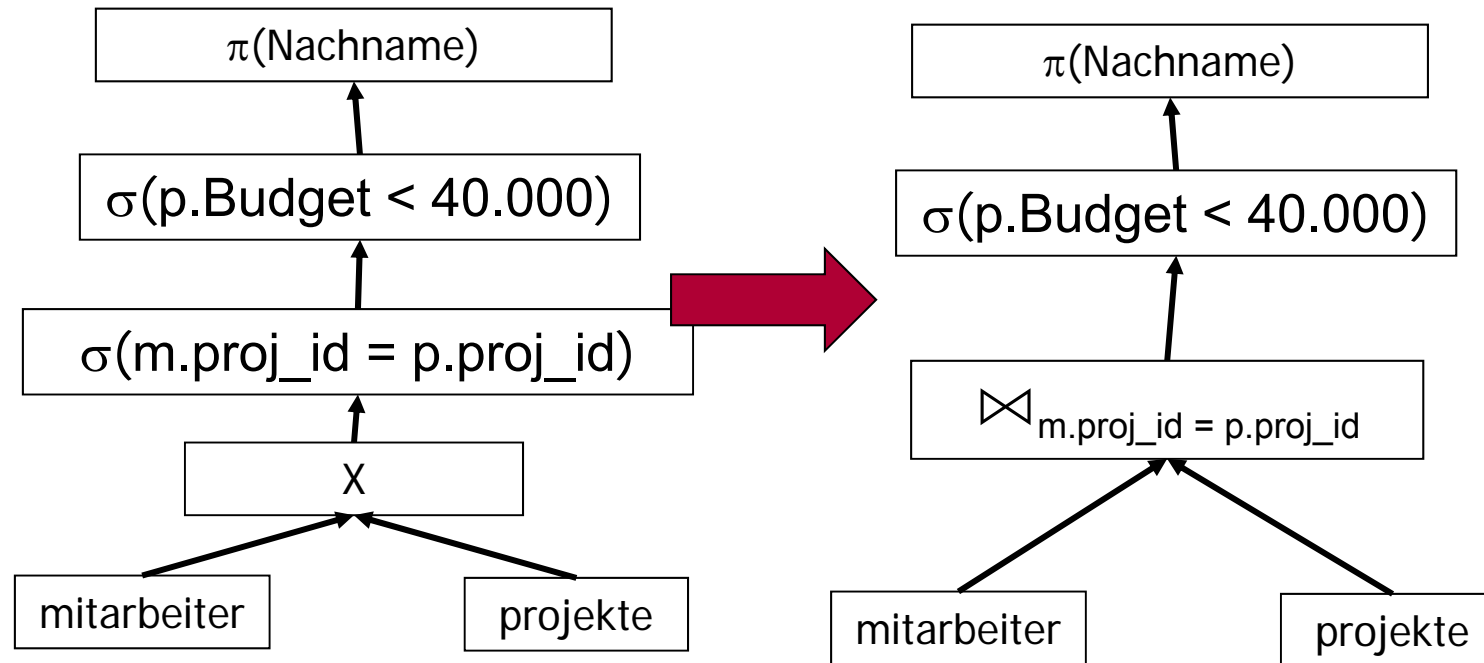 π(Nachname)
σ(p.Budget < 40.000)
σ(m.proj_id = p.proj_id)
X
mitarbeiter
projekte
π(Nachname)
σ(p.Budget < 40.000)
⋈ m.proj_id = p.proj_id
mitarbeiter
projekte